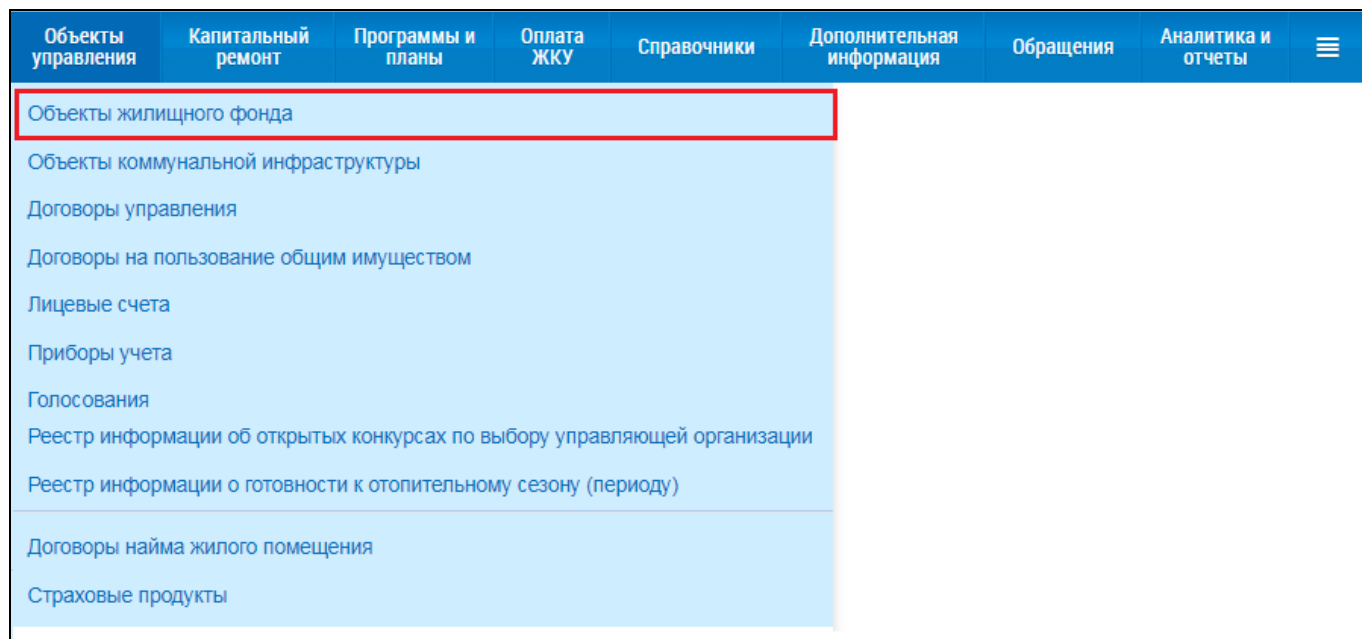 Объекты управления
Капитальный ремонт
Программы и планы
Оплата ЖКУ
Справочники
Дополнительная информация
Обращения
Аналитика и отчеты
Объекты жилищного фонда
Объекты коммунальной инфраструктуры
Договоры управления
Договоры на пользование общим имуществом
Лицевые счета
Приборы учета
Голосования
Реестр информации об открытых конкурсах по выбору управляющей организации
Реестр информации о готовности к отопительному сезону (периоду)
Договоры найма жилого помещения
Страховые продукты